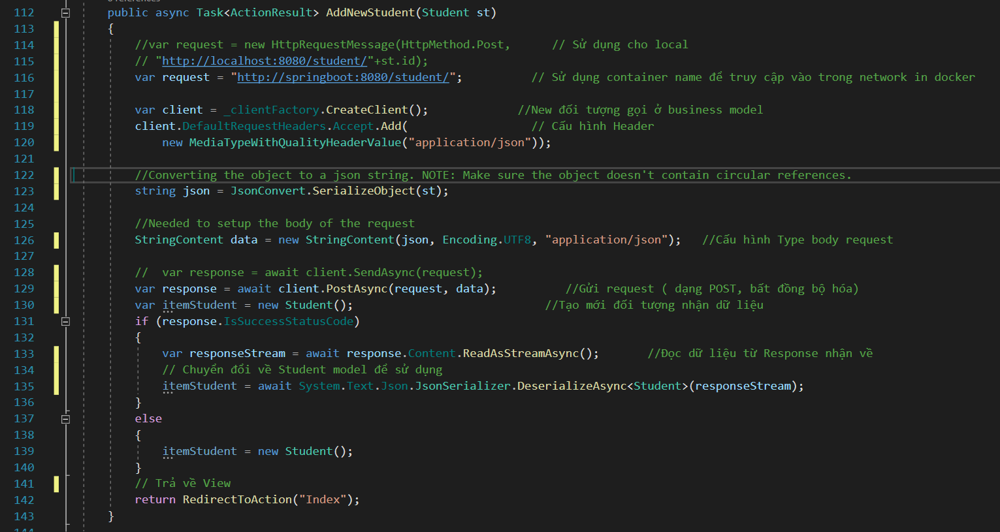 112 public async Task<ActionResult> AddNewStudent(Student st)
113 {
114 //var request = new HttpRequestMessage(HttpMethod.Post, // Sử dụng cho local
115 // "http://localhost:8080/student/"+st.id);
116 var request = "http://springboot:8080/student/"; // Sử dụng container name để truy cập vào trong network in docker
117
118 var client = _clientFactory.CreateClient(); //New đối tượng gọi ở business model
119 client.DefaultRequestHeaders.Accept.Add( // Cấu hình Header
120 new MediaTypeWithQualityHeaderValue("application/json"));
121
122 //Converting the object to a json string. NOTE: Make sure the object doesn't contain circular references.
123 string json = JsonConvert.SerializeObject(st);
124
125 //Needed to setup the body of the request
126 StringContent data = new StringContent(json, Encoding.UTF8, "application/json"); //Cấu hình Type body request
127
128 // var response = await client.SendAsync(request);
129 var response = await client.PostAsync(request, data); //Gửi request ( dạng POST, bất đồng bộ hóa)
130 var itemStudent = new Student(); //Tạo mới đối tượng nhận dữ liệu
131 if (response.IsSuccessStatusCode)
132 {
133 var responseStream = await response.Content.ReadAsStreamAsync(); //Đọc dữ liệu từ Response nhận về
134 // Chuyển đổi về Student model để sử dụng
135 itemStudent = await System.Text.Json.JsonSerializer.DeserializeAsync<Student>(responseStream);
136 }
137 else
138 {
139 itemStudent = new Student();
140 }
141 // Trả về View
142 return RedirectToAction("Index");
143 }